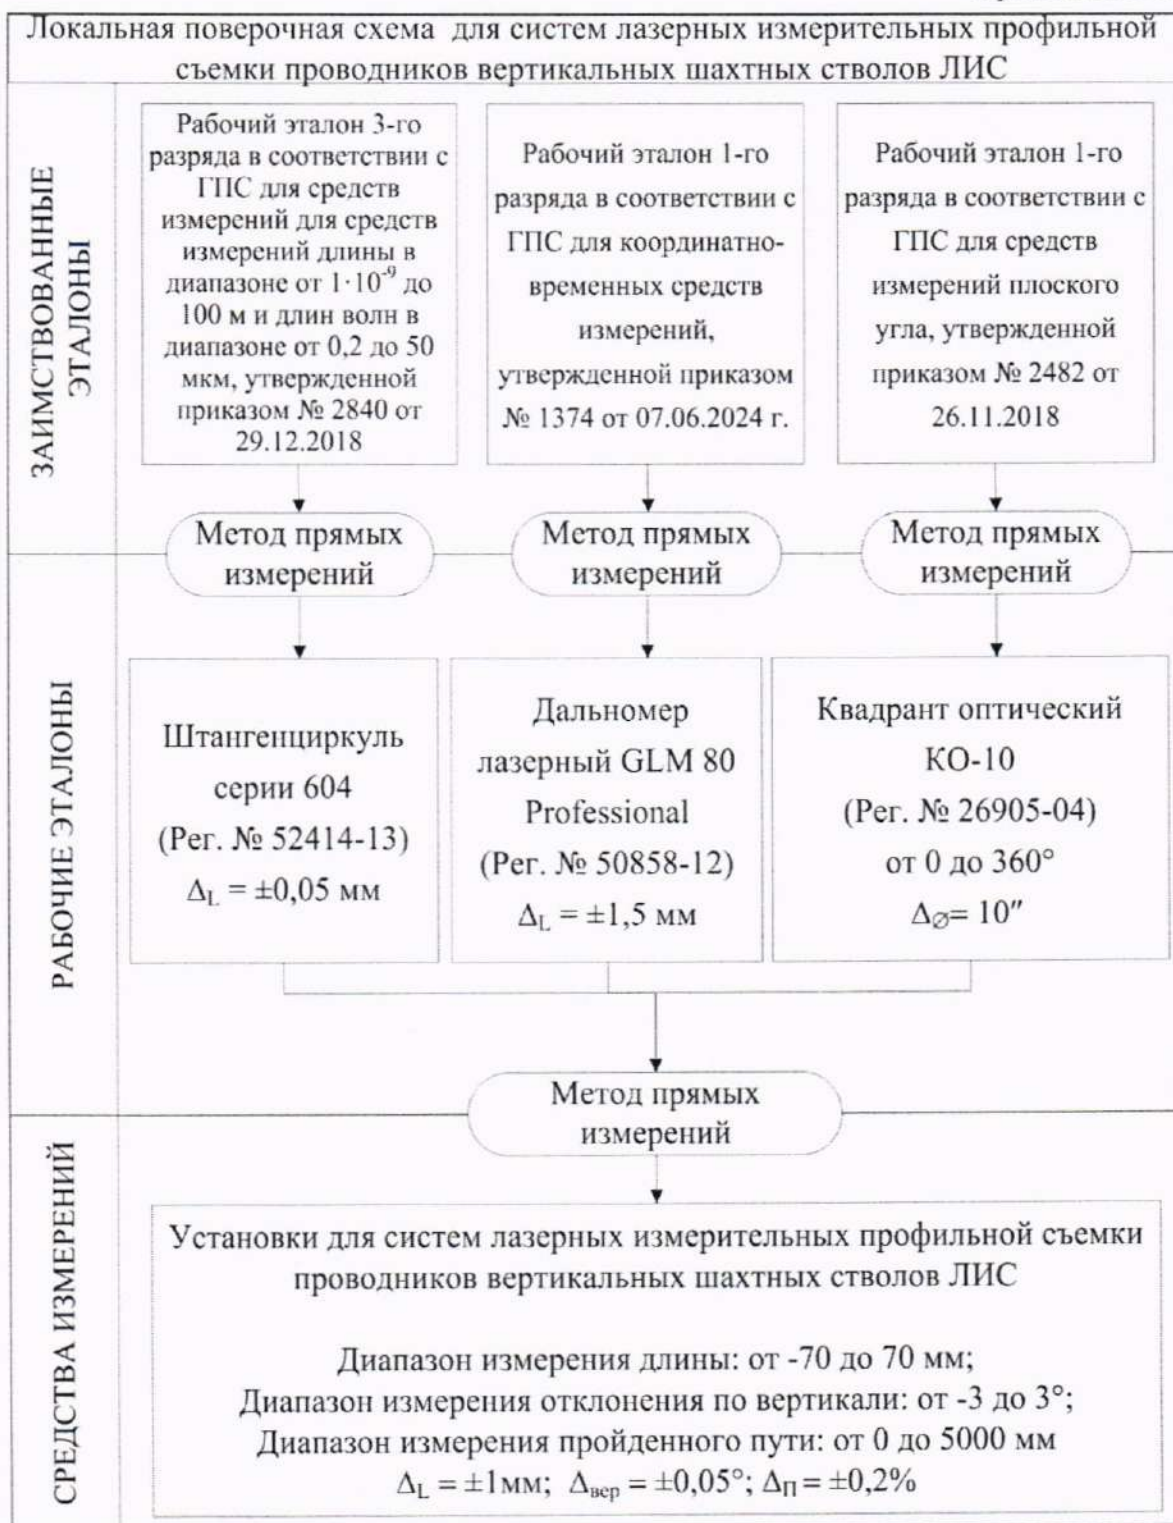 Локальная поверочная схема для систем лазерных измерительных профильной
съемки проводников вертикальных шахтных стволов ЛИС
ЗАИМСТВОВАННЫЕ
ЭТАЛОНЫ
Рабочий эталон 3-го
разряда в соответствии с
ГПС для средств
измерений для средств
измерений длины в
диапазоне от 1·10⁻⁹ до
100 м и длин волн в
диапазоне от 0,2 до 50
мкм, утвержденной
приказом № 2840 от
29.12.2018
Рабочий эталон 1-го
разряда в соответствии с
ГПС для координатно-
временных средств
измерений,
утвержденной приказом
№ 1374 от 07.06.2024 г.
Рабочий эталон 1-го
разряда в соответствии с
ГПС для средств
измерений плоского
угла, утвержденной
приказом № 2482 от
26.11.2018
Метод прямых
измерений
Метод прямых
измерений
Метод прямых
измерений
РАБОЧИЕ ЭТАЛОНЫ
Штангенциркуль
серии 604
(Рег. № 52414-13)
Δ_L = ±0,05 мм
Дальномер
лазерный GLM 80
Professional
(Рег. № 50858-12)
Δ_L = ±1,5 мм
Квадрант оптический
КО-10
(Рег. № 26905-04)
от 0 до 360°
Δ_∅= 10″
Метод прямых
измерений
СРЕДСТВА ИЗМЕРЕНИЙ
Установки для систем лазерных измерительных профильной съемки
проводников вертикальных шахтных стволов ЛИС
Диапазон измерения длины: от -70 до 70 мм;
Диапазон измерения отклонения по вертикали: от -3 до 3°;
Диапазон измерения пройденного пути: от 0 до 5000 мм
Δ_L = ±1мм; Δ_вер = ±0,05°; Δ_П = ±0,2%